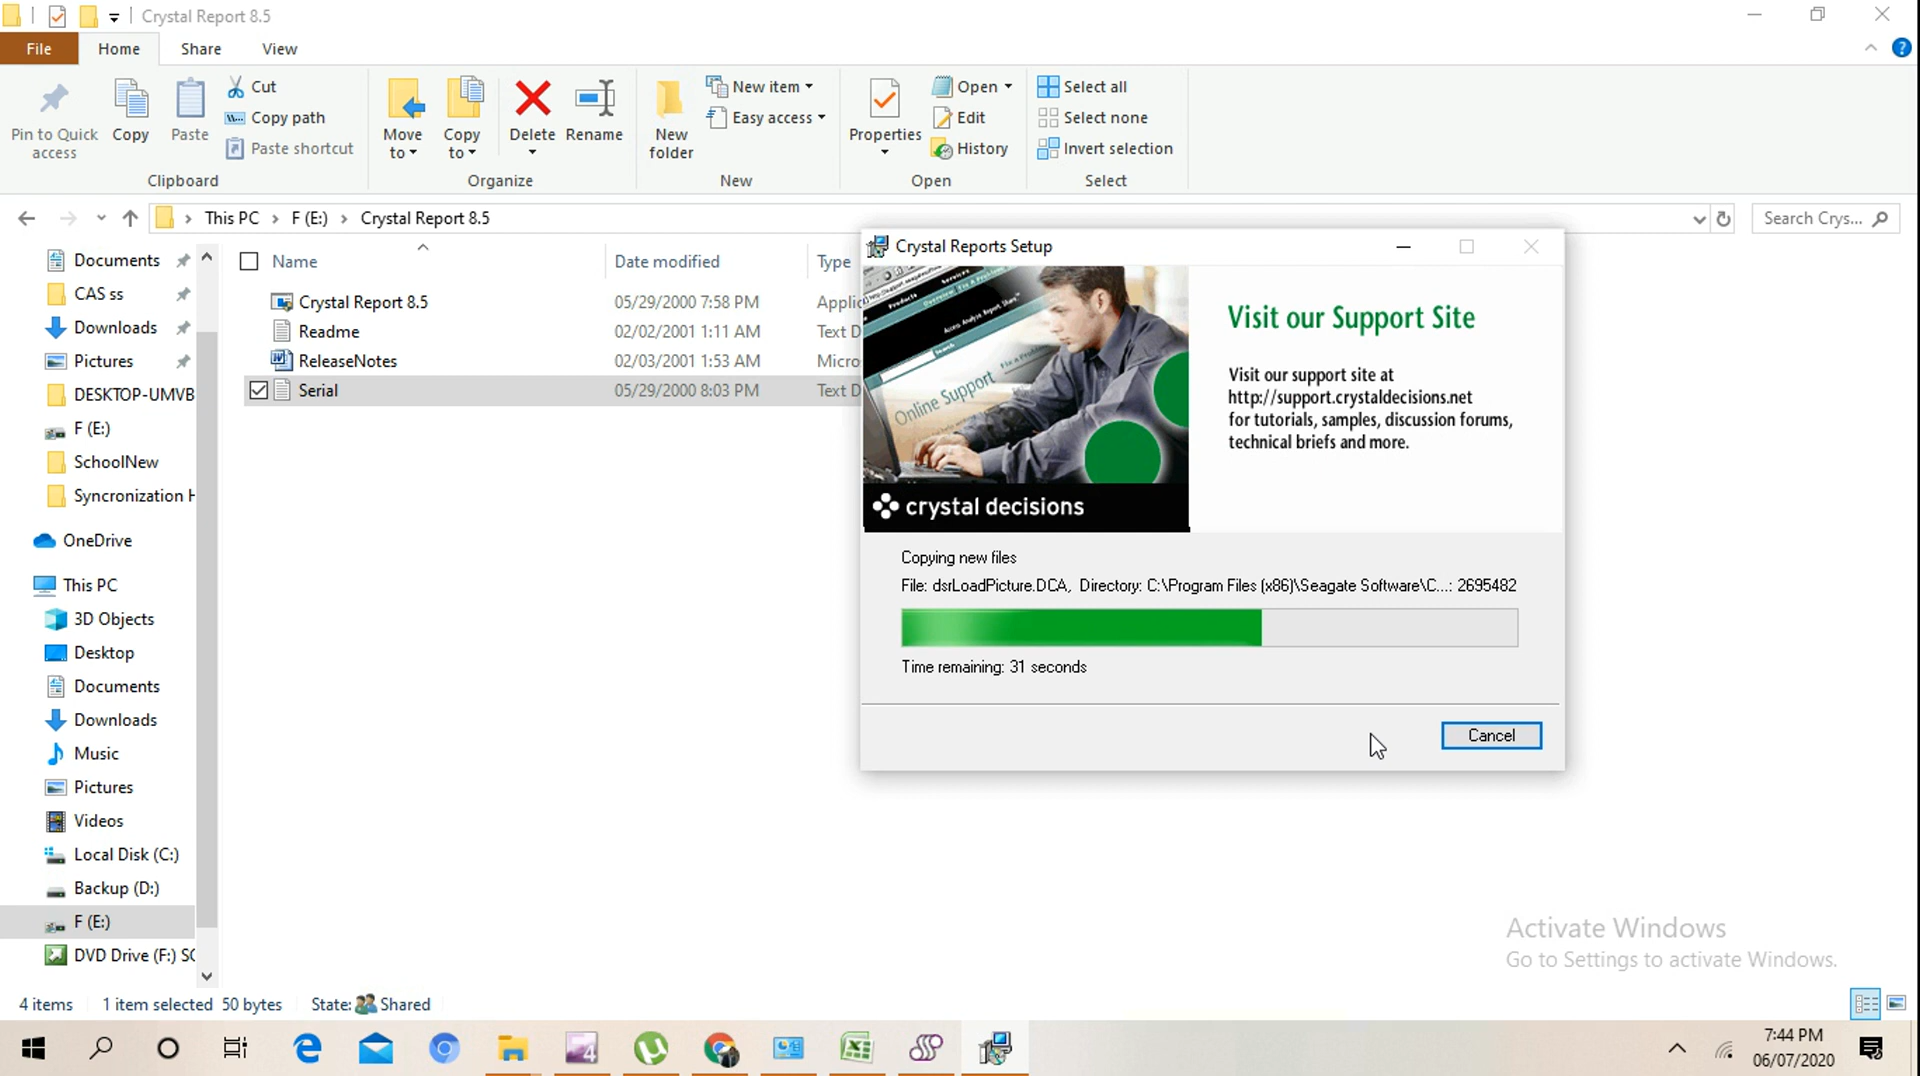 Crystal Report 8.5
File Home Share View
Pin to Quick access
Copy
Paste
Cut
Copy path
Paste shortcut
Clipboard
Move to
Copy to
Delete
Rename
Organize
New folder
New item
Easy access
New
Properties
Open
Edit
History
Open
Select all
Select none
Invert selection
Select
This PC > F (E:) > Crystal Report 8.5
Search Crys...
Documents
CAS ss
Downloads
Pictures
DESKTOP-UMVB
F (E:)
SchoolNew
Syncronization H
OneDrive
This PC
3D Objects
Desktop
Documents
Downloads
Music
Pictures
Videos
Local Disk (C:)
Backup (D:)
F (E:)
DVD Drive (F:) SC
Name Date modified Type
Crystal Report 8.5 05/29/2000 7:58 PM Applic
Readme 02/02/2001 1:11 AM Text D
ReleaseNotes 02/03/2001 1:53 AM Micro
Serial 05/29/2000 8:03 PM Text D
Crystal Reports Setup
Products Services
Online Support
crystal decisions
Visit our Support Site
Visit our support site at
http://support.crystaldecisions.net
for tutorials, samples, discussion forums,
technical briefs and more.
Copying new files
File: dsrLoadPicture.DCA, Directory: C:\Program Files (x86)\Seagate Software\C...: 2695482
Time remaining: 31 seconds
Cancel
Activate Windows
Go to Settings to activate Windows.
4 items 1 item selected 50 bytes State: Shared
4
7:44 PM
06/07/2020